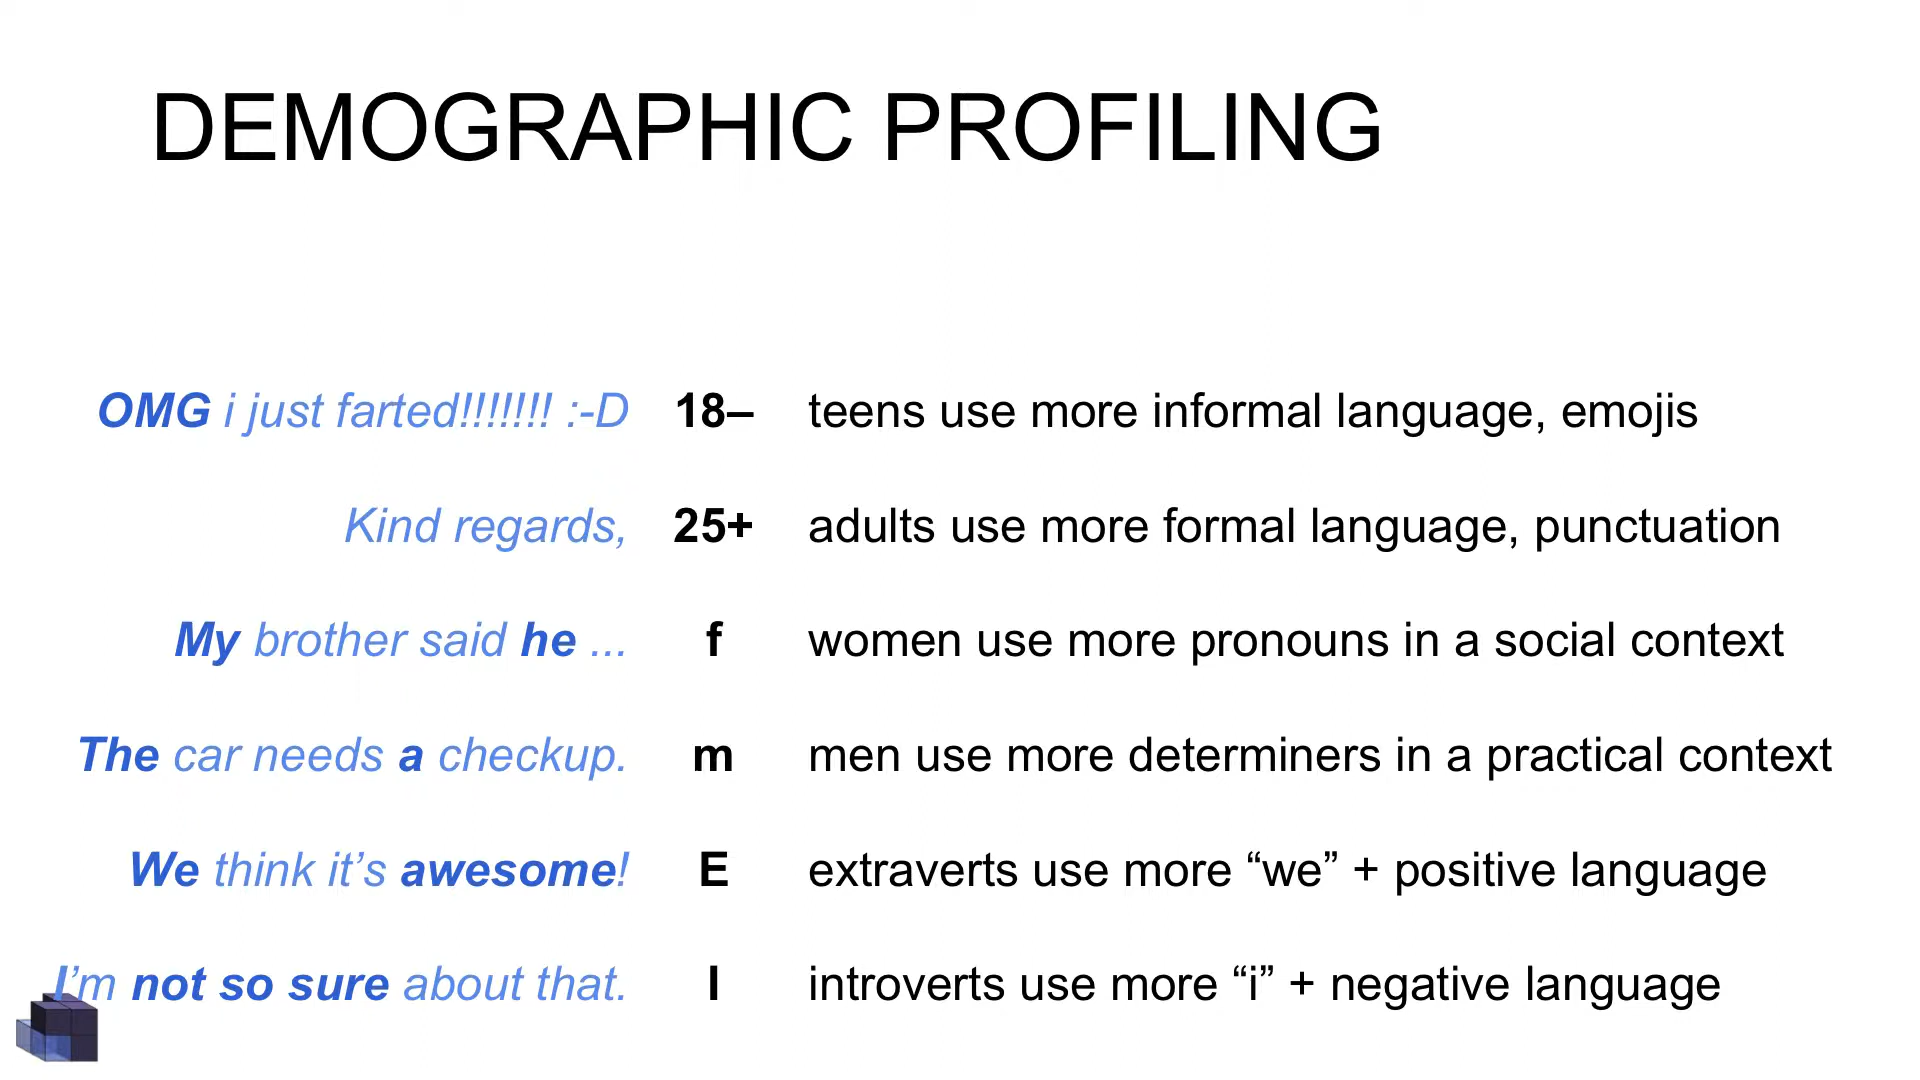 DEMOGRAPHIC PROFILING
OMG i just farted!!!!!!! :-D 18– teens use more informal language, emojis
Kind regards, 25+ adults use more formal language, punctuation
My brother said he ... f women use more pronouns in a social context
The car needs a checkup. m men use more determiners in a practical context
We think it’s awesome! E extraverts use more “we” + positive language
I’m not so sure about that. I introverts use more “i” + negative language